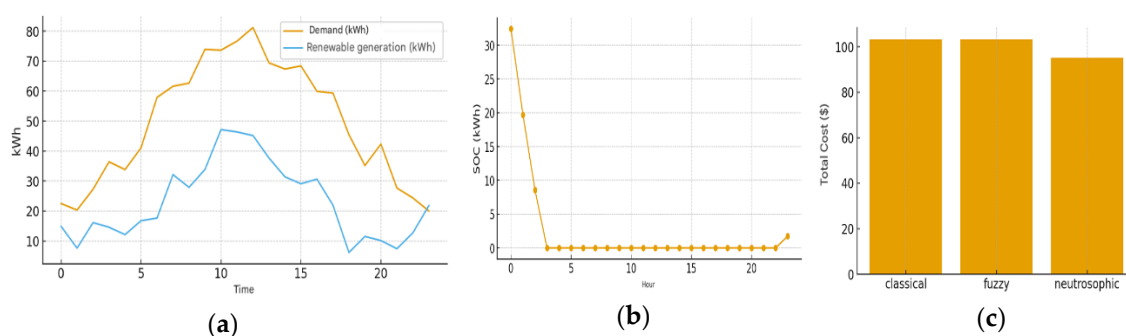 Demand (kWh)
Renewable generation (kWh)
kWh
80
70
60
50
40
30
20
10
0
5
10
15
20
Time
(a)
SOC (kWh)
30
25
20
15
10
5
0
0
5
10
15
20
Hour
(b)
Total Cost ($)
100
80
60
40
20
0
classical
fuzzy
neutrosophic
(c)